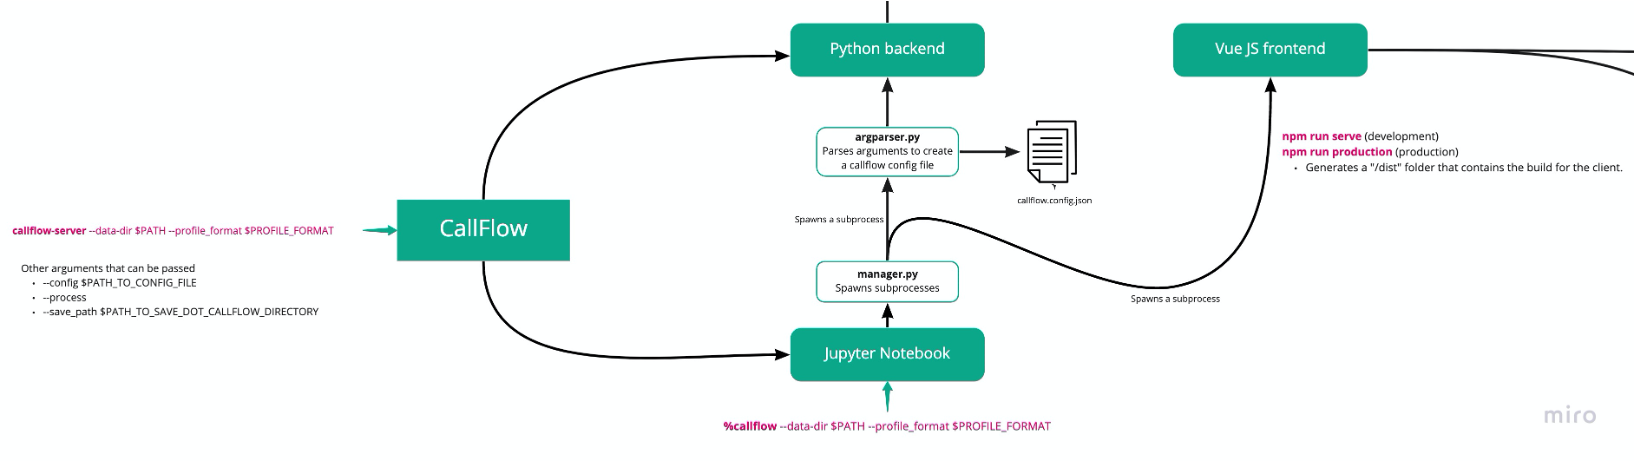 Python backend
Vue JS frontend
argparser.py
Parses arguments to create
a callflow config file
callflow.config.json
npm run serve (development)
npm run production (production)
• Generates a "/dist" folder that contains the build for the client.
CallFlow
callflow-server --data-dir $PATH --profile_format $PROFILE_FORMAT
Other arguments that can be passed
• --config $PATH_TO_CONFIG_FILE
• --process
• --save_path $PATH_TO_SAVE_DOT_CALLFLOW_DIRECTORY
Spawns a subprocess
manager.py
Spawns subprocesses
Spawns a subprocess
Jupyter Notebook
%callflow --data-dir $PATH --profile_format $PROFILE_FORMAT
miro